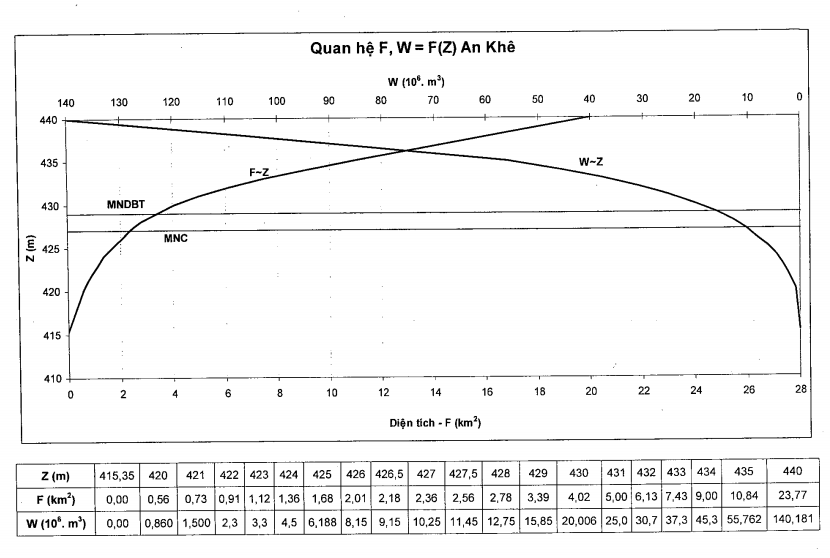 Quan hệ F, W = F(Z) An Khê
W (10⁶. m³)
140 130 120 110 100 90 80 70 60 50 40 30 20 10 0
440
435
430
425
420
415
410
Z (m)
F~Z
W~Z
MNDBT
MNC
0 2 4 6 8 10 12 14 16 18 20 22 24 26 28
Diện tích - F (km²)
Z (m) 415,35 420 421 422 423 424 425 426 426,5 427 427,5 428 429 430 431 432 433 434 435 440
F (km²) 0,00 0,56 0,73 0,91 1,12 1,36 1,68 2,01 2,18 2,36 2,56 2,78 3,39 4,02 5,00 6,13 7,43 9,00 10,84 23,77
W (10⁶. m³) 0,00 0,860 1,500 2,3 3,3 4,5 6,188 8,15 9,15 10,25 11,45 12,75 15,85 20,006 25,0 30,7 37,3 45,3 55,762 140,181